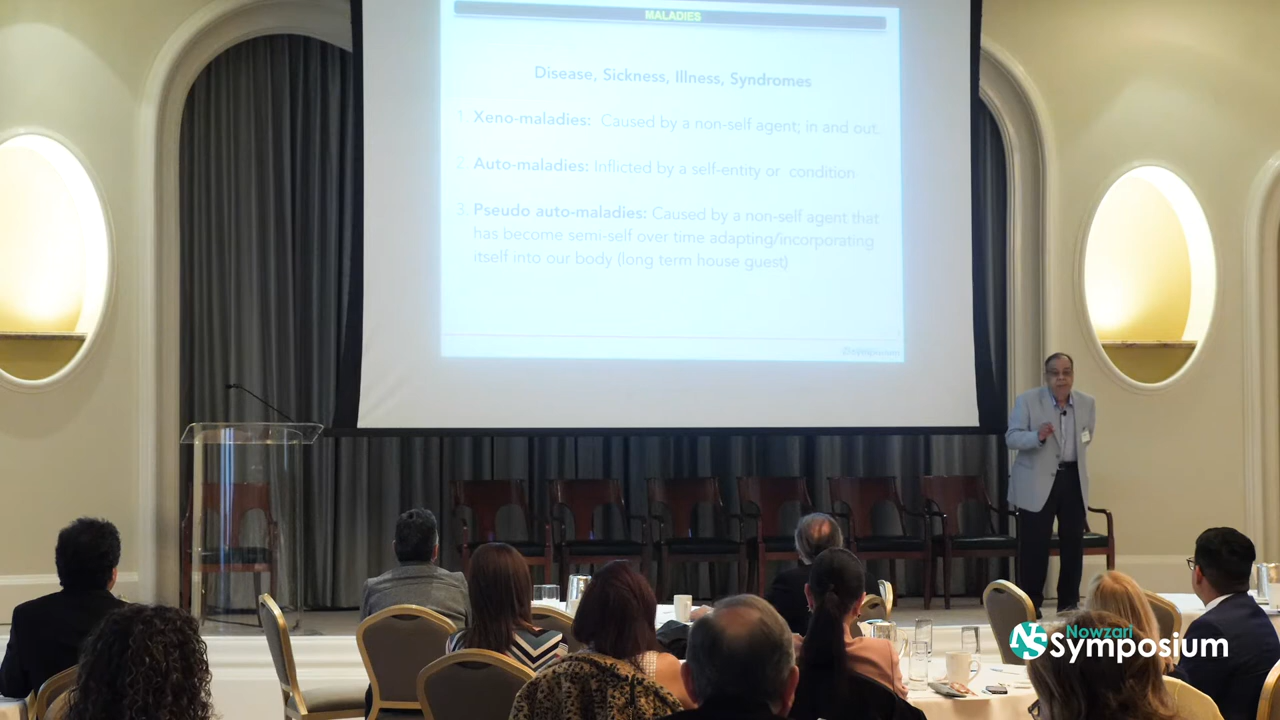 MALADIES
Disease, Sickness, Illness, Syndromes
1. Xeno-maladies: Caused by a non-self agent; in and out.
2. Auto-maladies: Inflicted by a self-entity or condition
3. Pseudo auto-maladies: Caused by a non-self agent that
has become semi-self over time adapting/incorporating
itself into our body (long term house guest)
NS Nowzari
Symposium